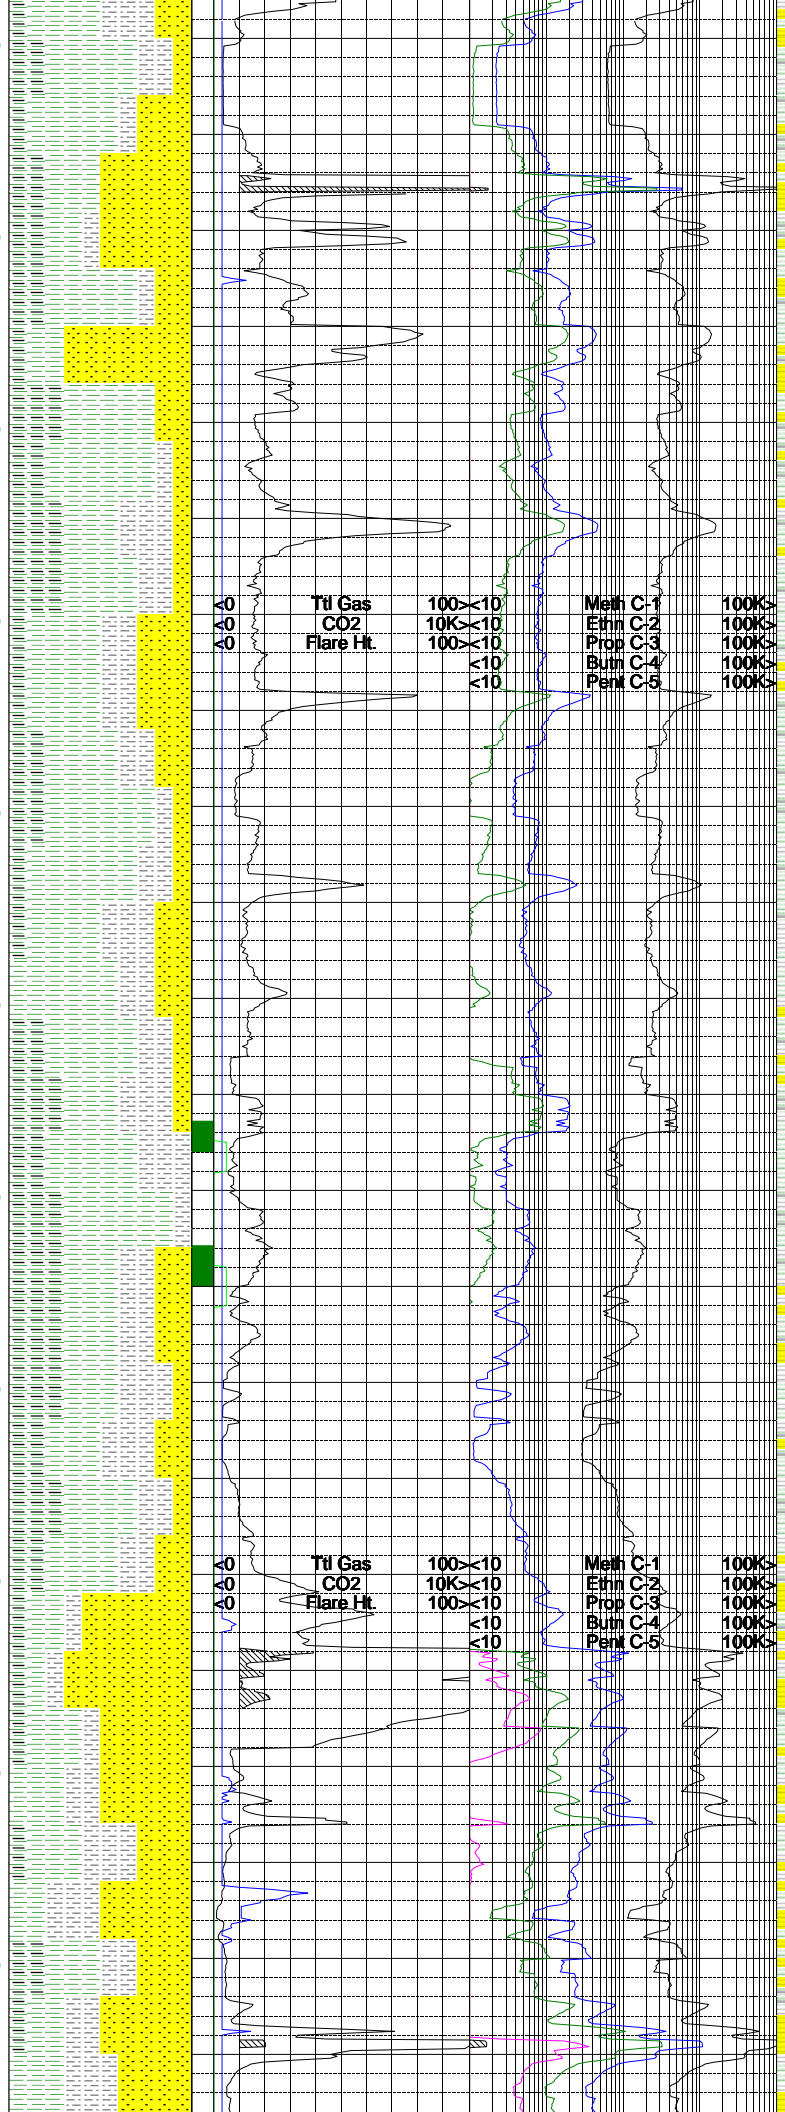 <0 Ttl Gas 100><10 Meth C-1 100K>
<0 CO2 10K><10 Ethn C-2 100K>
<0 Flare Ht. 100><10 Prop C-3 100K>
<10 Butn C-4 100K>
<10 Pent C-5 100K>
<0 Ttl Gas 100><10 Meth C-1 100K>
<0 CO2 10K><10 Ethn C-2 100K>
<0 Flare Ht. 100><10 Prop C-3 100K>
<10 Butn C-4 100K>
<10 Pent C-5 100K>